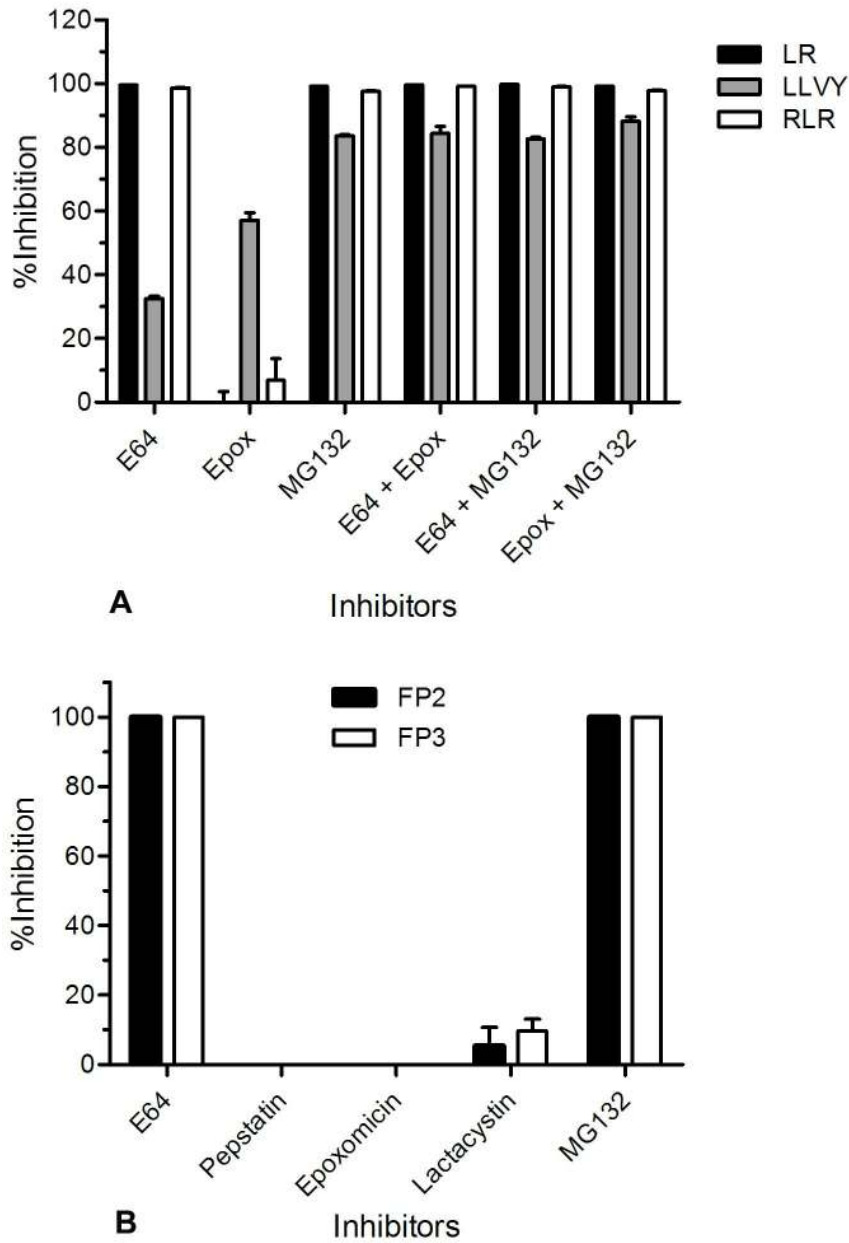 120
100
80
60
40
20
0
%Inhibition
LR
LLVY
RLR
E64
Epox
MG132
E64 + Epox
E64 + MG132
Epox + MG132
A
Inhibitors
100
80
60
40
20
0
%Inhibition
FP2
FP3
E64
Pepstatin
Epoxomicin
Lactacystin
MG132
B
Inhibitors